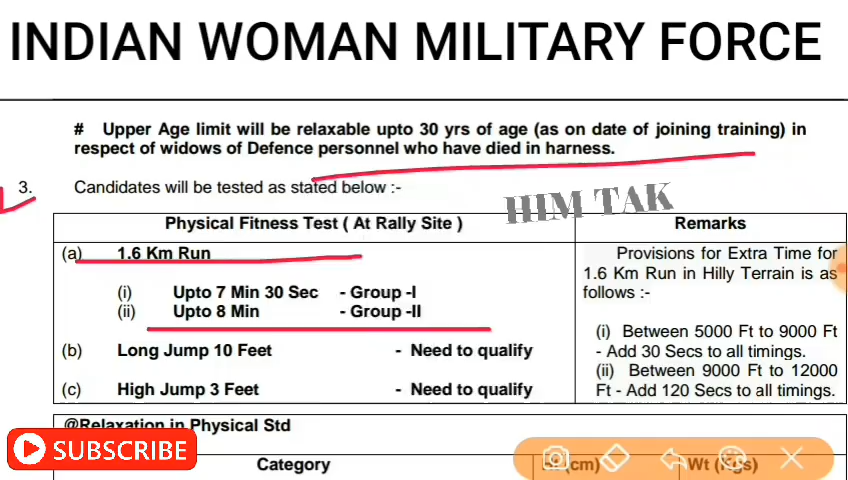 INDIAN WOMAN MILITARY FORCE
# Upper Age limit will be relaxable upto 30 yrs of age (as on date of joining training) in
respect of widows of Defence personnel who have died in harness.
3. Candidates will be tested as stated below :-
HIM TAK
Physical Fitness Test ( At Rally Site )
Remarks
(a) 1.6 Km Run
(i) Upto 7 Min 30 Sec - Group -I
(ii) Upto 8 Min - Group -II
(b) Long Jump 10 Feet - Need to qualify
(c) High Jump 3 Feet - Need to qualify
Provisions for Extra Time for
1.6 Km Run in Hilly Terrain is as
follows :-
(i) Between 5000 Ft to 9000 Ft
- Add 30 Secs to all timings.
(ii) Between 9000 Ft to 12000
Ft - Add 120 Secs to all timings.
@Relaxation in Physical Std
SUBSCRIBE
Category
(cm)
Wt (Kgs)